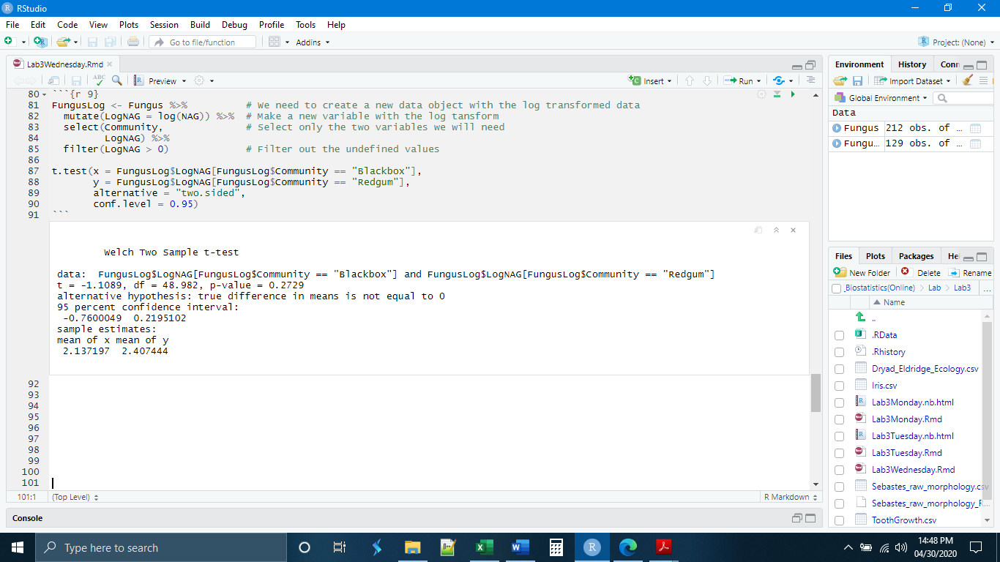 RStudio
File Edit Code View Plots Session Build Debug Profile Tools Help
Go to file/function Addins Project: (None)
Lab3Wednesday.Rmd
ABC Preview Insert Run
80 ```{r 9}
81 FungusLog <- Fungus %>% # We need to create a new data object with the log transformed data
82 mutate(LogNAG = log(NAG)) %>% # Make a new variable with the log tansform
83 select(Community, # Select only the two variables we will need
84 LogNAG) %>%
85 filter(LogNAG > 0) # Filter out the undefined values
86
87 t.test(x = FungusLog$LogNAG[FungusLog$Community == "Blackbox"],
88 y = FungusLog$LogNAG[FungusLog$Community == "Redgum"],
89 alternative = "two.sided",
90 conf.level = 0.95)
91 ```
Welch Two Sample t-test
data: FungusLog$LogNAG[FungusLog$Community == "Blackbox"] and FungusLog$LogNAG[FungusLog$Community == "Redgum"]
t = -1.1089, df = 48.982, p-value = 0.2729
alternative hypothesis: true difference in means is not equal to 0
95 percent confidence interval:
-0.7600049 0.2195102
sample estimates:
mean of x mean of y
2.137197 2.407444
92
93
94
95
96
97
98
99
100
101
101:1 (Top Level) R Markdown
Console
Environment History Conn
Import Dataset
Global Environment
Data
Fungus 212 obs. of …
Fungu… 129 obs. of …
Files Plots Packages He
New Folder Delete Rename
Biostatistics(Online) Lab Lab3 ...
Name
..
.RData
.Rhistory
Dryad_Eldridge_Ecology.csv
Iris.csv
Lab3Monday.nb.html
Lab3Monday.Rmd
Lab3Tuesday.nb.html
Lab3Tuesday.Rmd
Lab3Wednesday.Rmd
Sebastes_raw_morphology.csv
Sebastes_raw_morphology_R...
ToothGrowth.csv
Type here to search
14:48 PM
04/30/2020